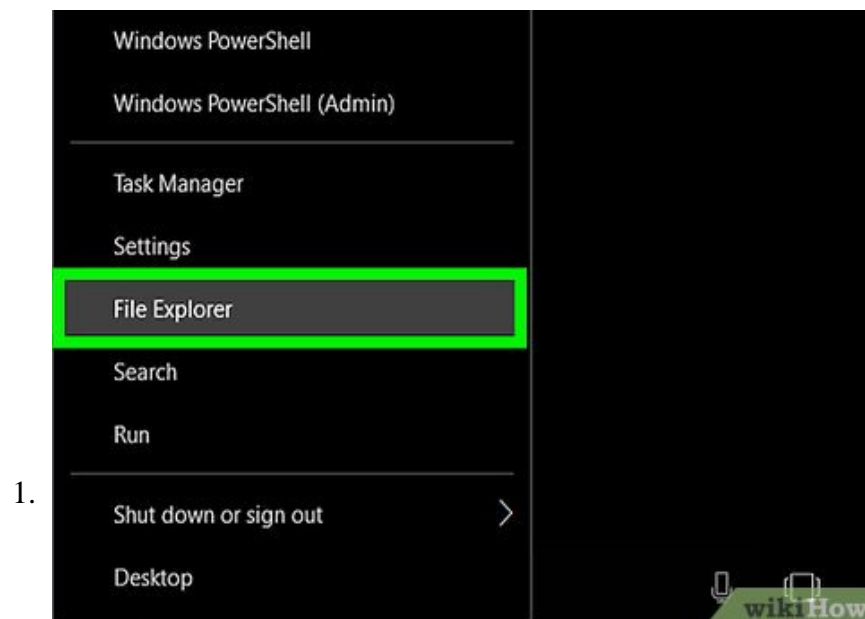 Windows PowerShell
Windows PowerShell (Admin)
Task Manager
Settings
File Explorer
Search
Run
1.
Shut down or sign out
Desktop
wikiHow